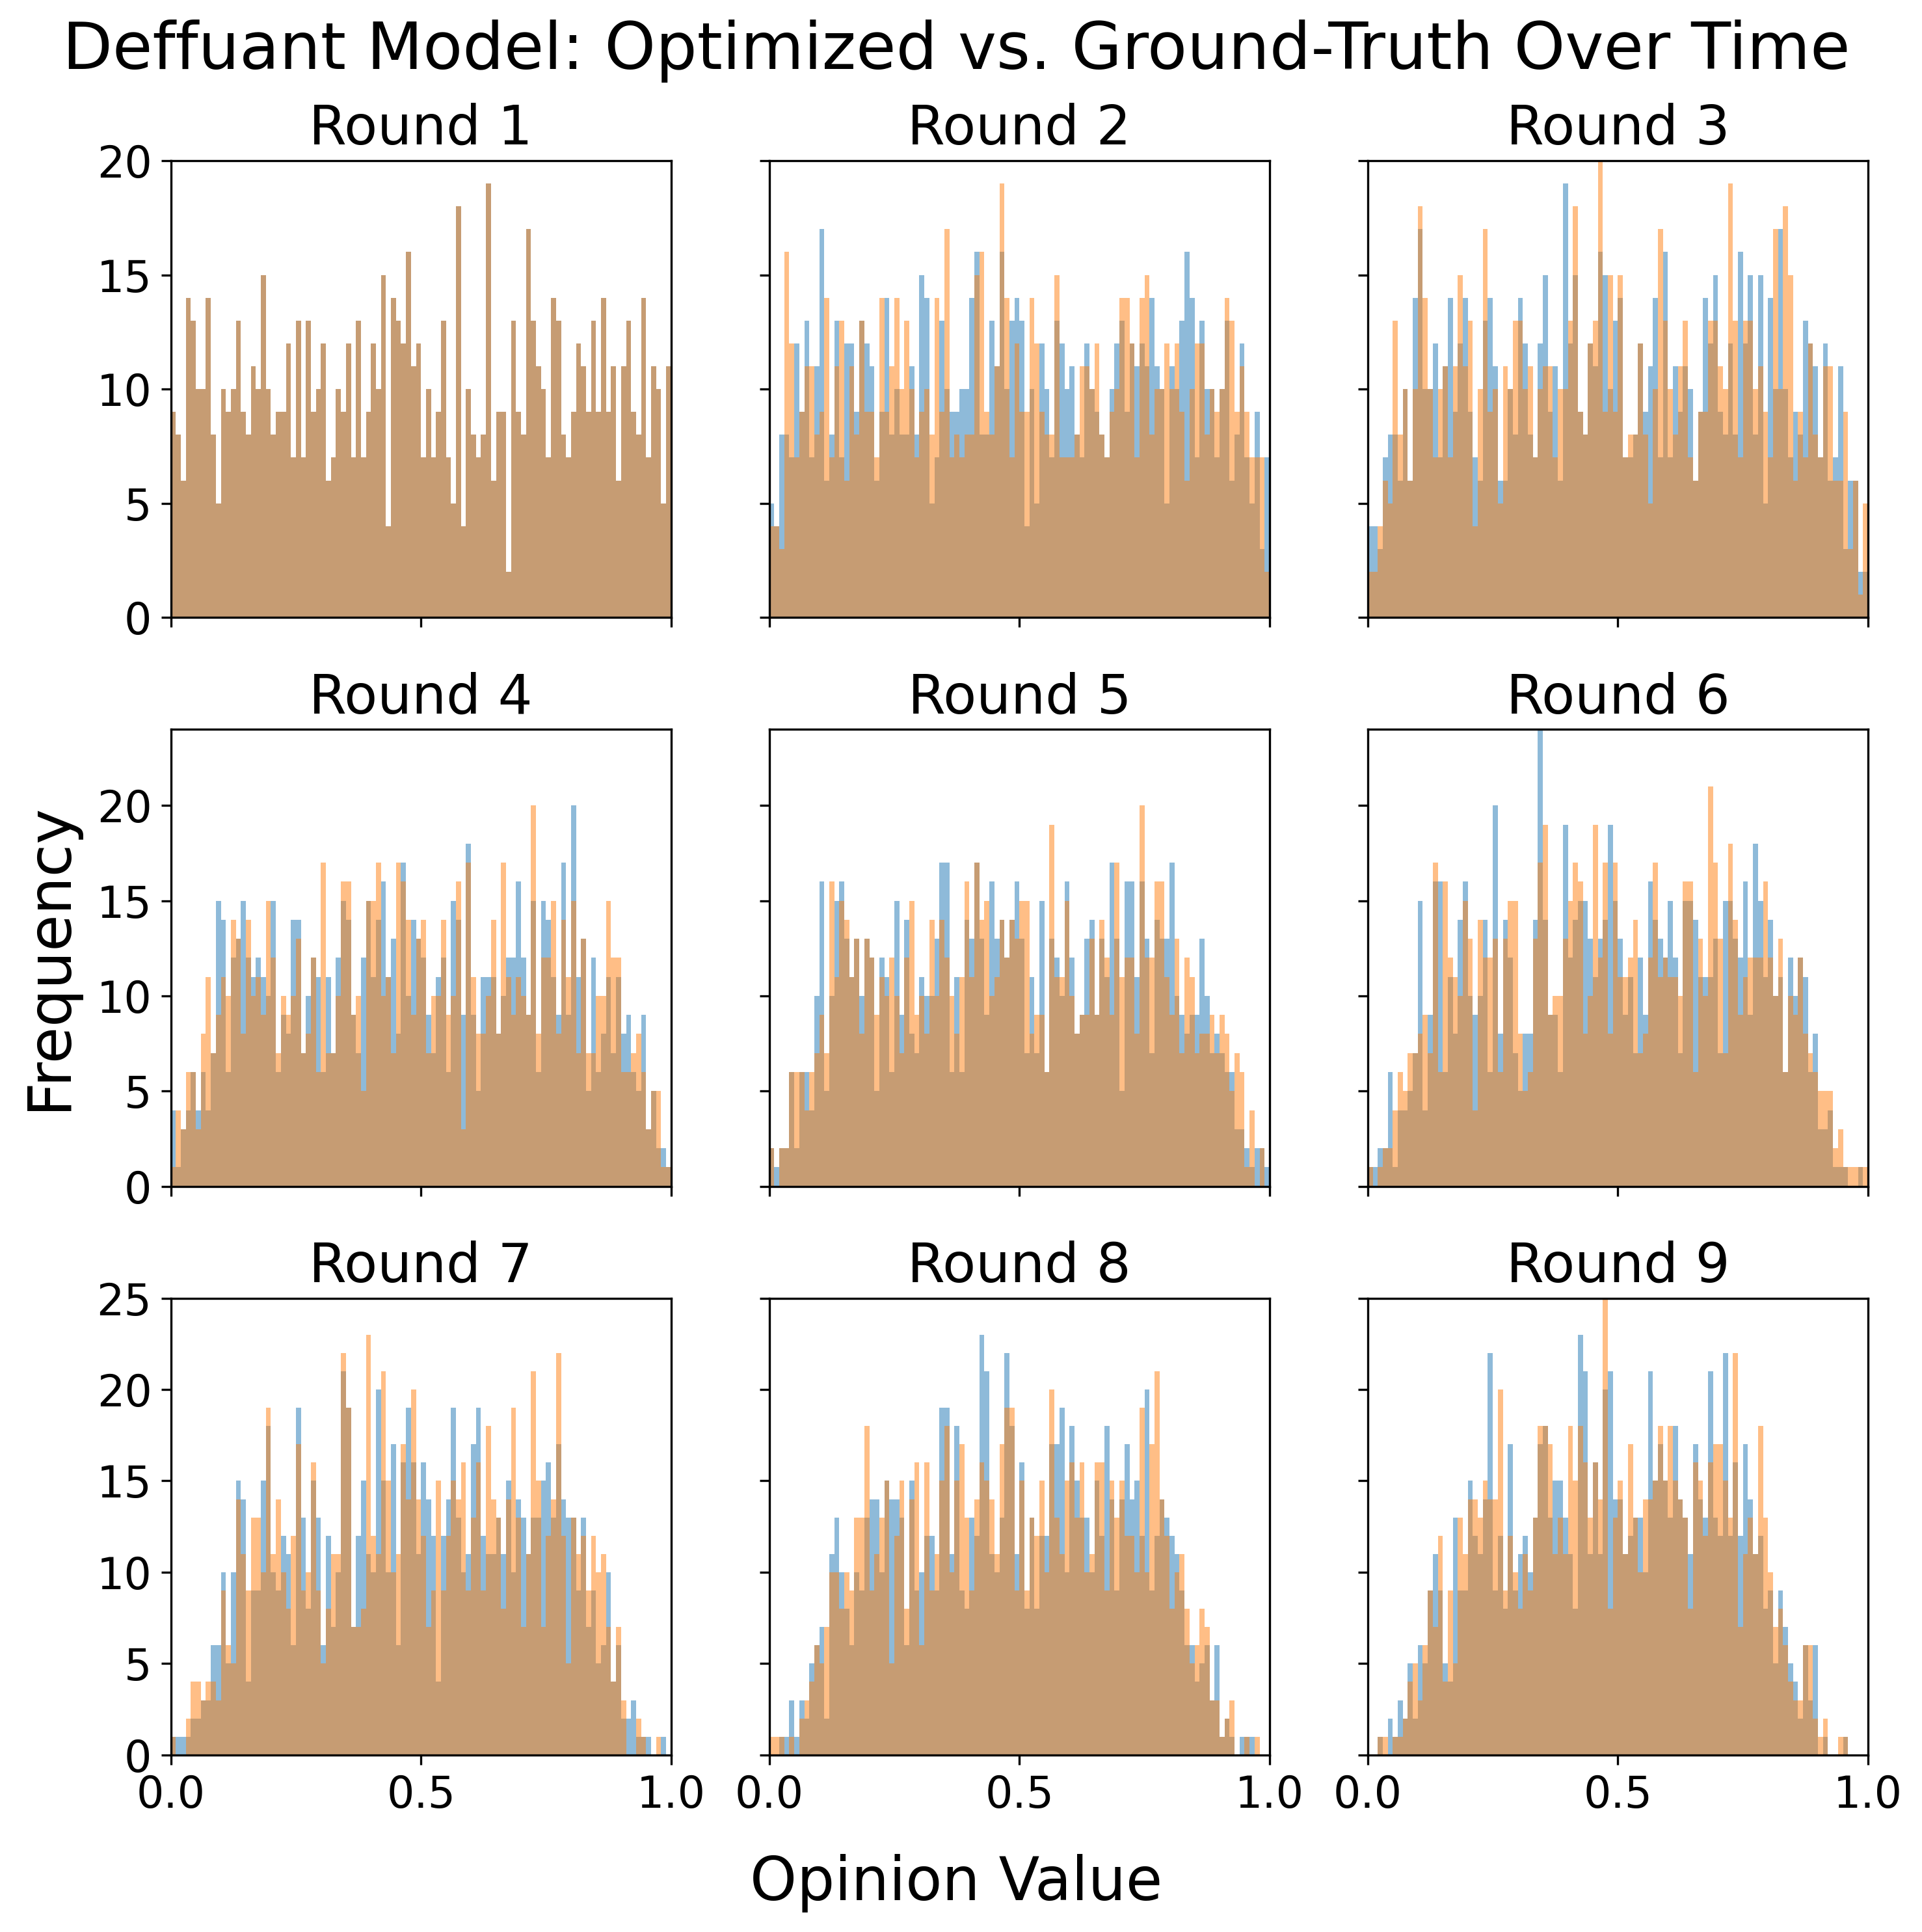 Deffuant Model: Optimized vs. Ground-Truth Over Time
Round 1
Round 2
Round 3
20
15
10
5
0
Round 4
Round 5
Round 6
20
15
10
5
0
Frequency
Round 7
Round 8
Round 9
25
20
15
10
5
0
0.0 0.5 1.0
0.0 0.5 1.0
0.0 0.5 1.0
Opinion Value